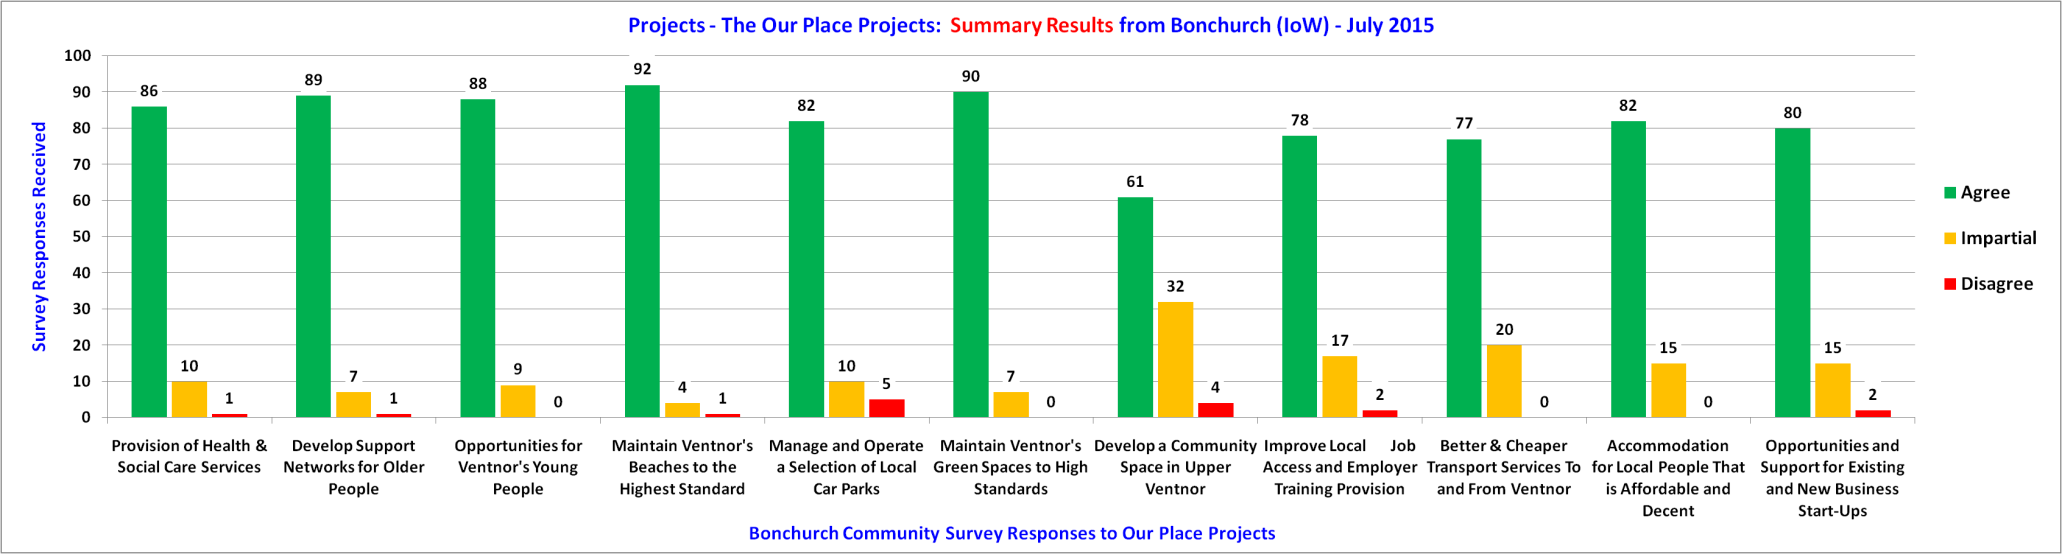 Projects - The Our Place Projects: Summary Results from Bonchurch (IoW) - July 2015
Survey Responses Received
100
90
80
70
60
50
40
30
20
10
0
86
10
1
89
7
1
88
9
0
92
4
1
82
10
5
90
7
0
61
32
4
78
17
2
77
20
0
82
15
0
80
15
2
Provision of Health &
Social Care Services
Develop Support
Networks for Older
People
Opportunities for
Ventnor's Young
People
Maintain Ventnor's
Beaches to the
Highest Standard
Manage and Operate
a Selection of Local
Car Parks
Maintain Ventnor's
Green Spaces to High
Standards
Develop a Community
Space in Upper
Ventnor
Improve Local Job
Access and Employer
Training Provision
Better & Cheaper
Transport Services To
and From Ventnor
Accommodation
for Local People That
is Affordable and
Decent
Opportunities and
Support for Existing
and New Business
Start-Ups
Agree
Impartial
Disagree
Bonchurch Community Survey Responses to Our Place Projects